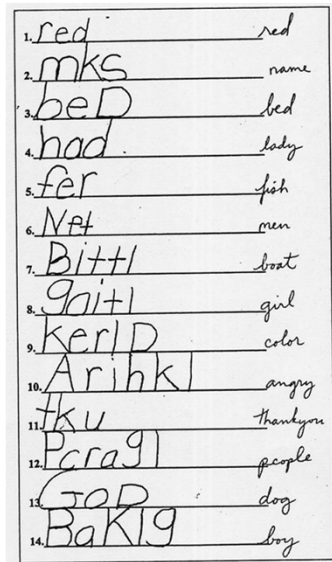 1. red red
2. mks name
3. beD bed
4. had lady
5. fer fish
6. Net men
7. Bittl boat
8. gaitl girl
9. KerlD color
10. Arihkl angry
11. tku thankyou
12. Pcragl people
13. GoD dog
14. BaKlg boy